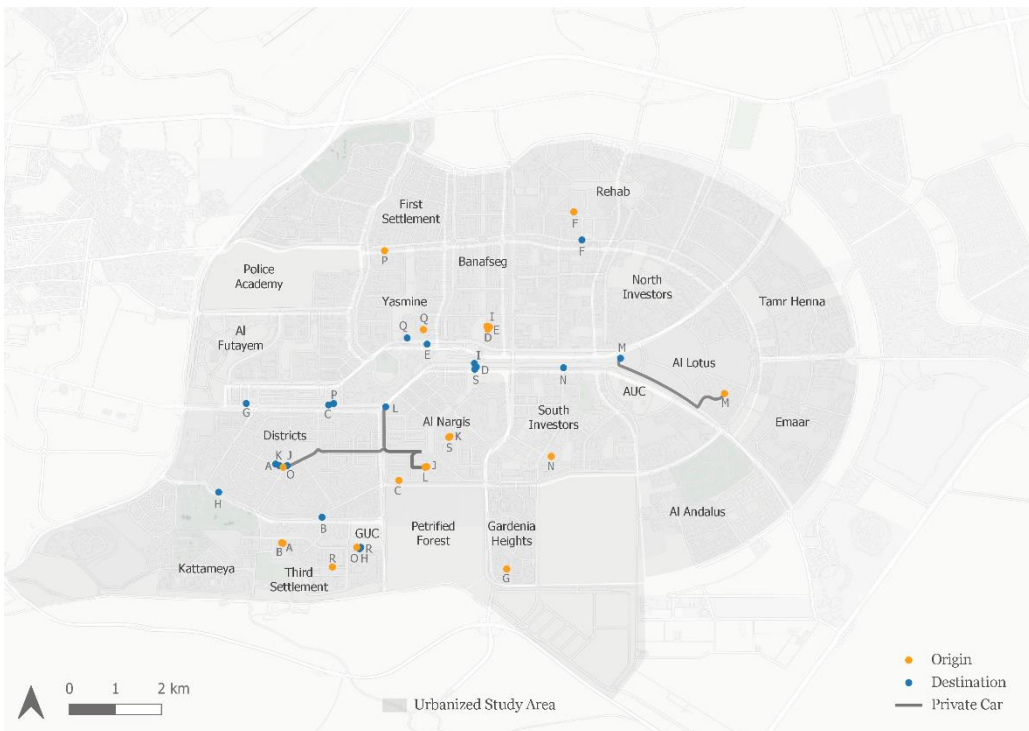 Rehab
F
First
Settlement
F
P
Banafseg
Police
Academy
North
Investors
Tamr Henna
Yasmine
Q
Q
I
E
D
Al
Futayem
E
M
I
D
S
N
Al Lotus
AUC
M
G
P
C
L
Al Nargis
South
Investors
Emaar
Districts
K
S
K
J
A
O
J
L
N
C
H
Al Andalus
B
Petrified
Forest
Gardenia
Heights
GUC
B
A
R
O
R
H
Kattameya
Third
Settlement
G
Origin
Destination
Private Car
0 1 2 km
Urbanized Study Area